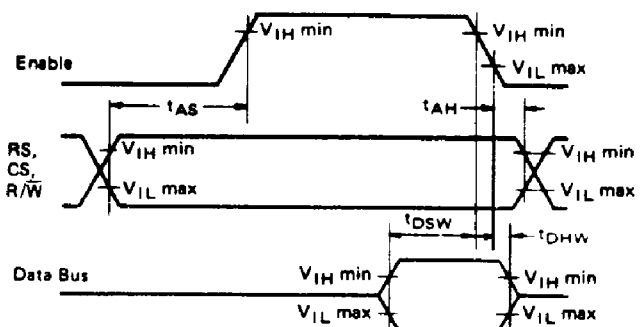 V_IH min
V_IH min
Enable
V_IL max
t_AS
t_AH
RS,
CS,
R/W̅
V_IH min
V_IH min
V_IL max
V_IL max
t_DSW
t_DHW
Data Bus
V_IH min
V_IH min
V_IL max
V_IL max